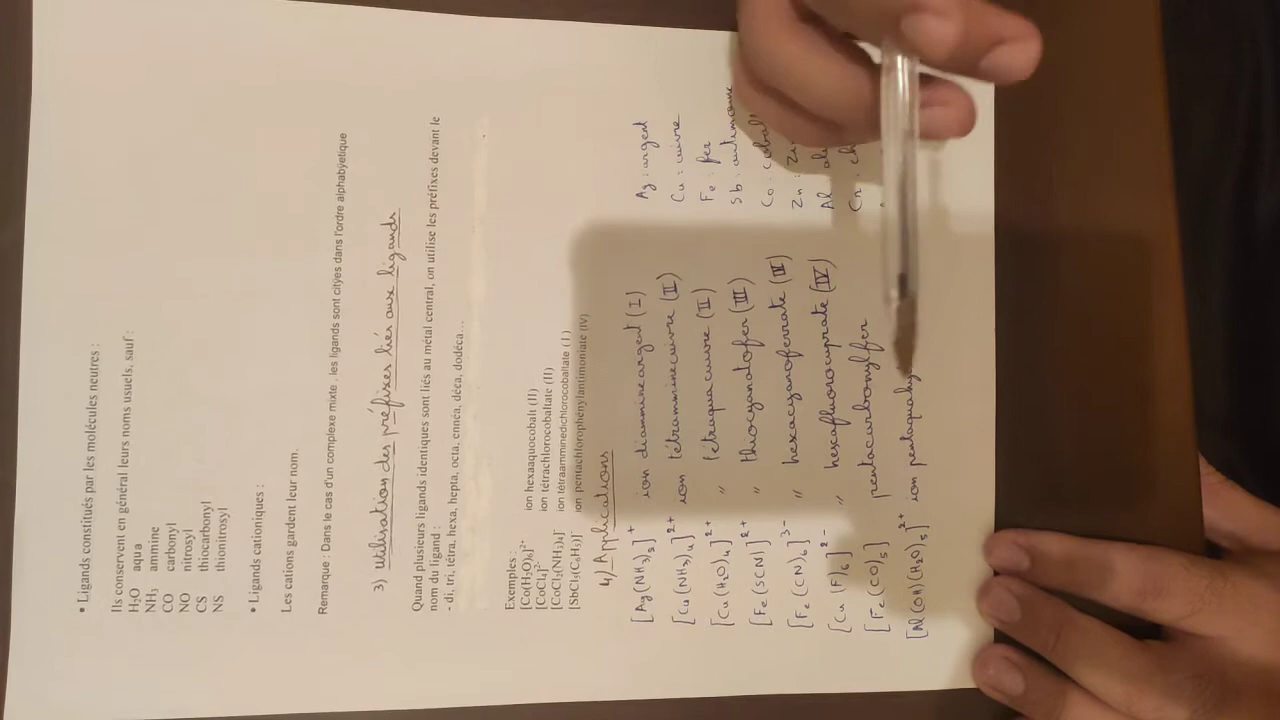 • Ligands constitués par les molécules neutres :
Ils conservent en général leurs noms usuels, sauf :
H₂O aqua
NH₃ ammine
CO carbonyl
NO nitrosyl
CS thiocarbonyl
NS thionitrosyl
• Ligands cationiques :
Les cations gardent leur nom.
Remarque : Dans le cas d'un complexe mixte , les ligands sont cityes dans l'ordre alphabÿetique
3) Utilisation des préfixes liés aux ligands
Quand plusieurs ligands identiques sont liés au métal central, on utilise les préfixes devant le
nom du ligand :
- di, tri, tétra, hexa, hepta, octa, ennéa, déca, dodéca…
Exemples :
[Co(H₂O)₆]²⁺ ion hexaaquocobalt (II)
[CoCl₄]²⁻ ion tétrachlorocobaltate (II)
[CoCl₂(NH₃)₄]⁻ ion tétraamminedichlorocobaltate ( I )
[SbCl₅(C₆H₅)]⁻ ion pentachlorophénylantimoniate (IV)
4) Applications
[Ag(NH₃)₂]⁺ ion diammineargent (I) Ag : argent
[Cu(NH₃)₄]²⁺ ion tétramminecuivre (II) Cu : cuivre
[Cu(H₂O)₄]²⁺ " tetraquacuivre (II) Fe : fer
[Fe(SCN)]²⁺ " thiocyanatofer (III) Sb : antimoine
[Fe(CN)₆]³⁻ " hexacyanoferrate (III) Co :
[Cu(F)₆]²⁻ " hexafluorocuprate (IV) Zn :
[Fe(CO)₅] pentacarbonylfer Al
[Al(OH)(H₂O)₅]²⁺ ion Cr :